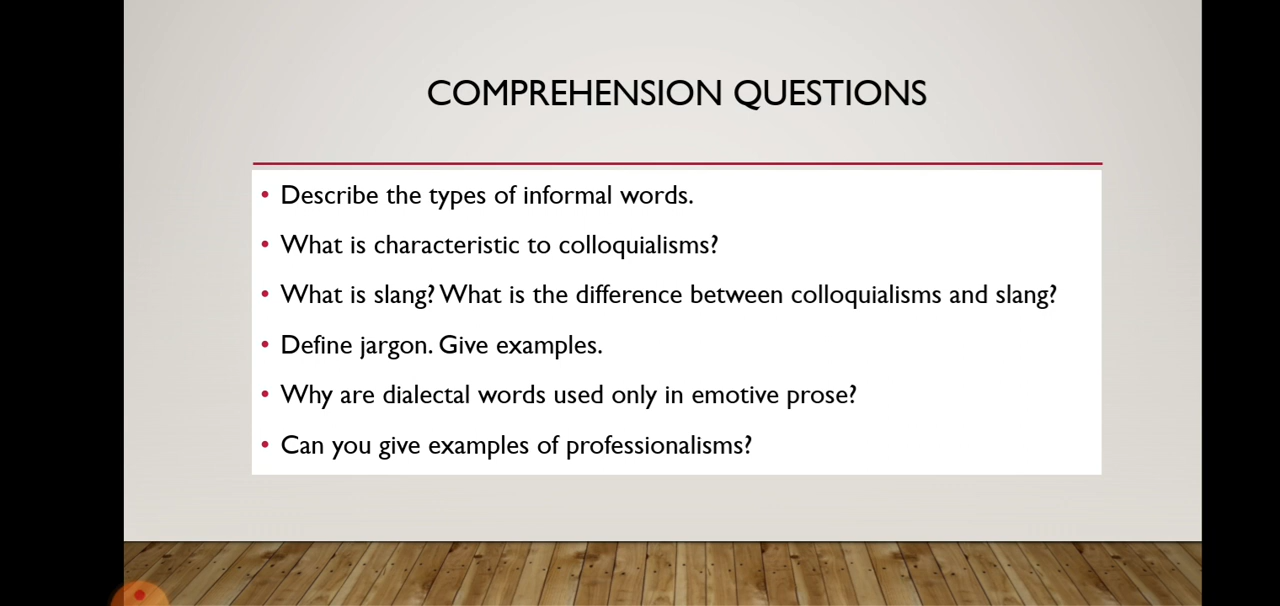 COMPREHENSION QUESTIONS
• Describe the types of informal words.
• What is characteristic to colloquialisms?
• What is slang? What is the difference between colloquialisms and slang?
• Define jargon. Give examples.
• Why are dialectal words used only in emotive prose?
• Can you give examples of professionalisms?